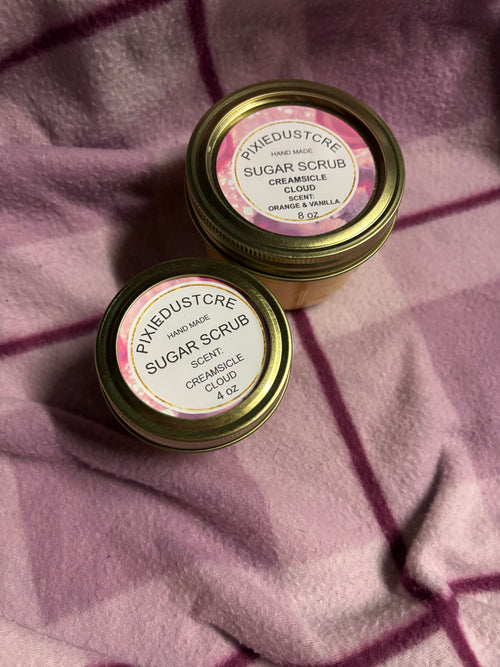 PIXIEDUSTCRE
HAND MADE
SUGAR SCRUB
CREAMSICLE
CLOUD
SCENT:
ORANGE & VANILLA
8 oz
PIXIEDUSTCRE
HAND MADE
SUGAR SCRUB
SCENT:
CREAMSICLE
CLOUD
4 oz